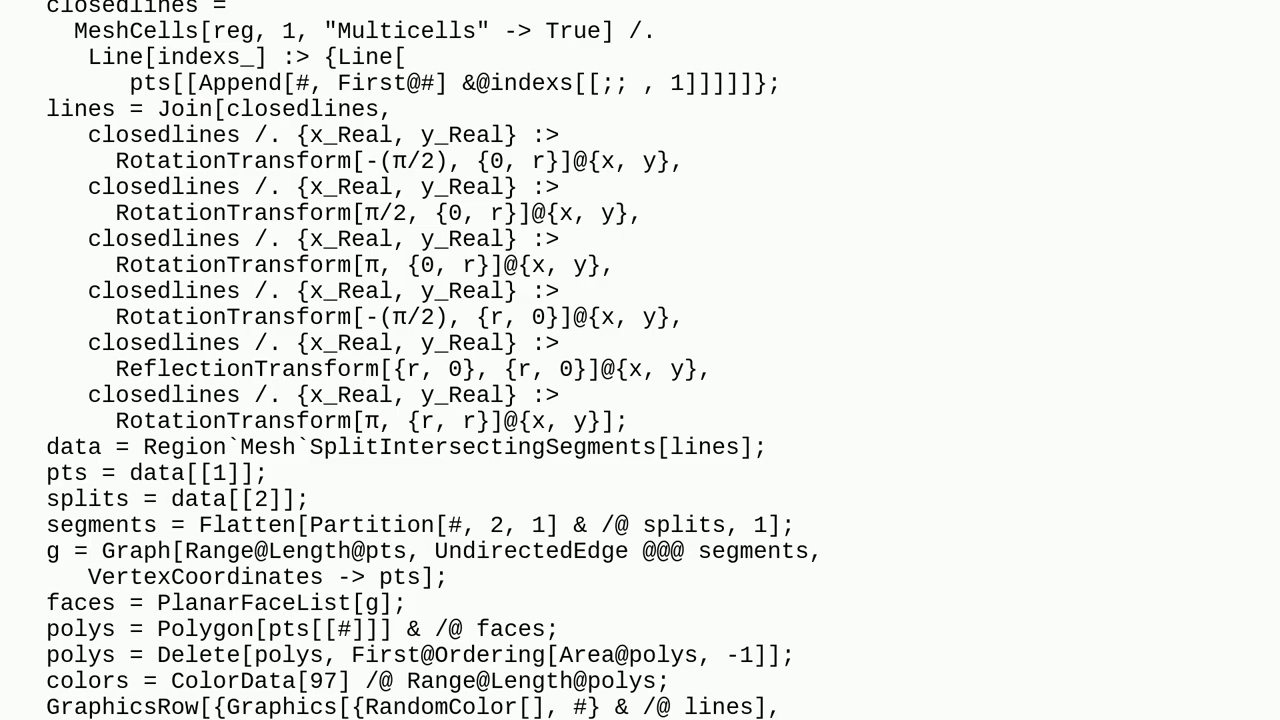 closedlines =
MeshCells[reg, 1, "Multicells" -> True] /.
Line[indexs_] :> {Line[
pts[[Append[#, First@#] &@indexs[[;; , 1]]]]]};
lines = Join[closedlines,
closedlines /. {x_Real, y_Real} :>
RotationTransform[-(π/2), {0, r}]@{x, y},
closedlines /. {x_Real, y_Real} :>
RotationTransform[π/2, {0, r}]@{x, y},
closedlines /. {x_Real, y_Real} :>
RotationTransform[π, {0, r}]@{x, y},
closedlines /. {x_Real, y_Real} :>
RotationTransform[-(π/2), {r, 0}]@{x, y},
closedlines /. {x_Real, y_Real} :>
ReflectionTransform[{r, 0}, {r, 0}]@{x, y},
closedlines /. {x_Real, y_Real} :>
RotationTransform[π, {r, r}]@{x, y}];
data = Region`Mesh`SplitIntersectingSegments[lines];
pts = data[[1]];
splits = data[[2]];
segments = Flatten[Partition[#, 2, 1] & /@ splits, 1];
g = Graph[Range@Length@pts, UndirectedEdge @@@ segments,
VertexCoordinates -> pts];
faces = PlanarFaceList[g];
polys = Polygon[pts[[#]]] & /@ faces;
polys = Delete[polys, First@Ordering[Area@polys, -1]];
colors = ColorData[97] /@ Range@Length@polys;
GraphicsRow[{Graphics[{RandomColor[], #} & /@ lines],